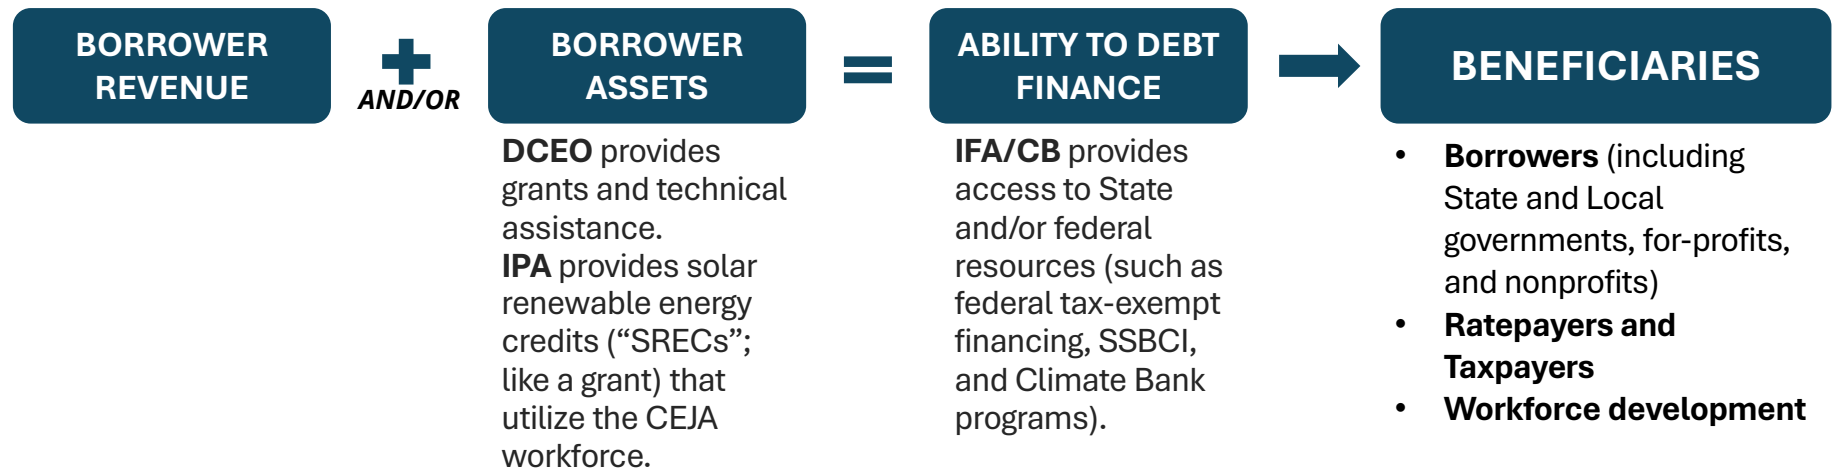 BORROWER
REVENUE
+
AND/OR
BORROWER
ASSETS
=
ABILITY TO DEBT
FINANCE
BENEFICIARIES
DCEO provides
grants and technical
assistance.
IPA provides solar
renewable energy
credits (“SRECs”;
like a grant) that
utilize the CEJA
workforce.
IFA/CB provides
access to State
and/or federal
resources (such as
federal tax-exempt
financing, SSBCI,
and Climate Bank
programs).
• Borrowers (including
State and Local
governments, for-profits,
and nonprofits)
• Ratepayers and
Taxpayers
• Workforce development